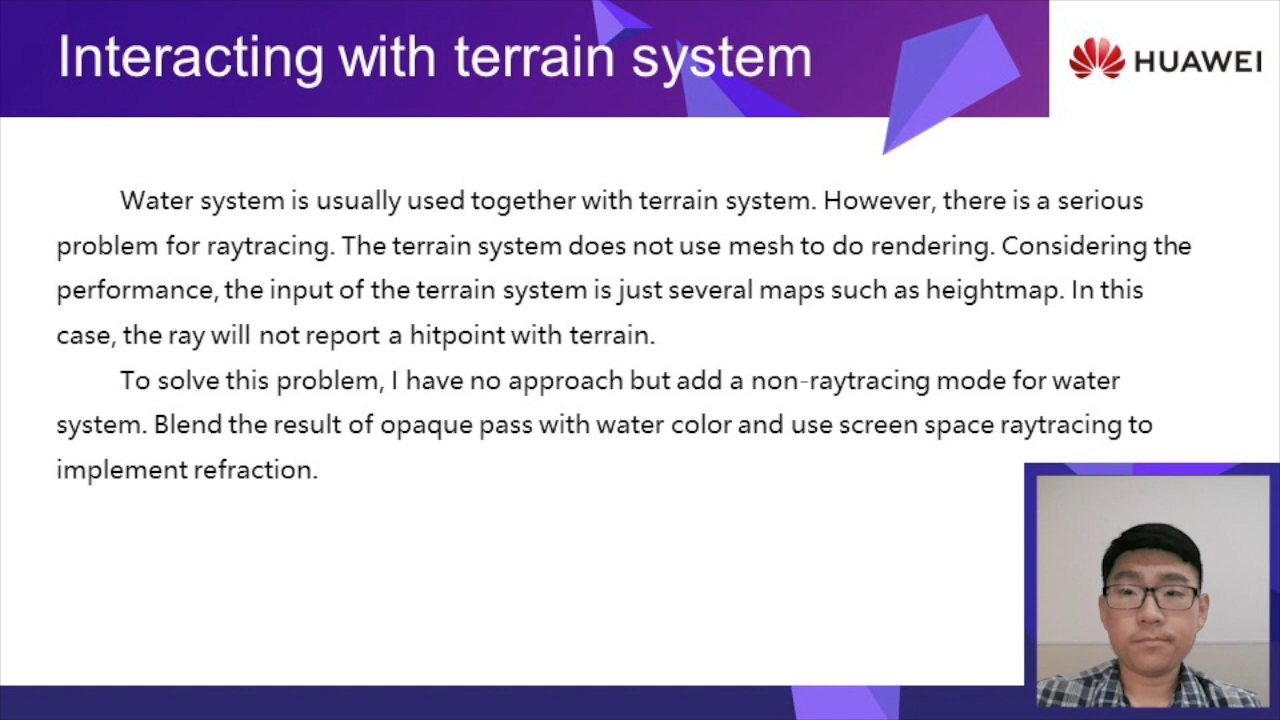 Interacting with terrain system
HUAWEI
Water system is usually used together with terrain system. However, there is a serious
problem for raytracing. The terrain system does not use mesh to do rendering. Considering the
performance, the input of the terrain system is just several maps such as heightmap. In this
case, the ray will not report a hitpoint with terrain.
To solve this problem, I have no approach but add a non-raytracing mode for water
system. Blend the result of opaque pass with water color and use screen space raytracing to
implement refraction.